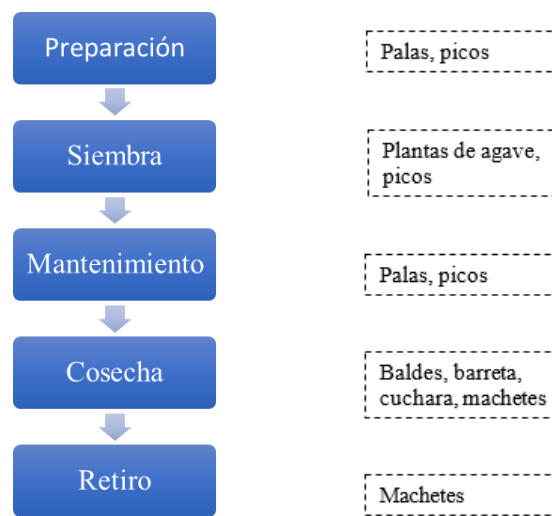 Preparación
Palas, picos
Siembra
Plantas de agave,
picos
Mantenimiento
Palas, picos
Cosecha
Baldes, barreta,
cuchara, machetes
Retiro
Machetes